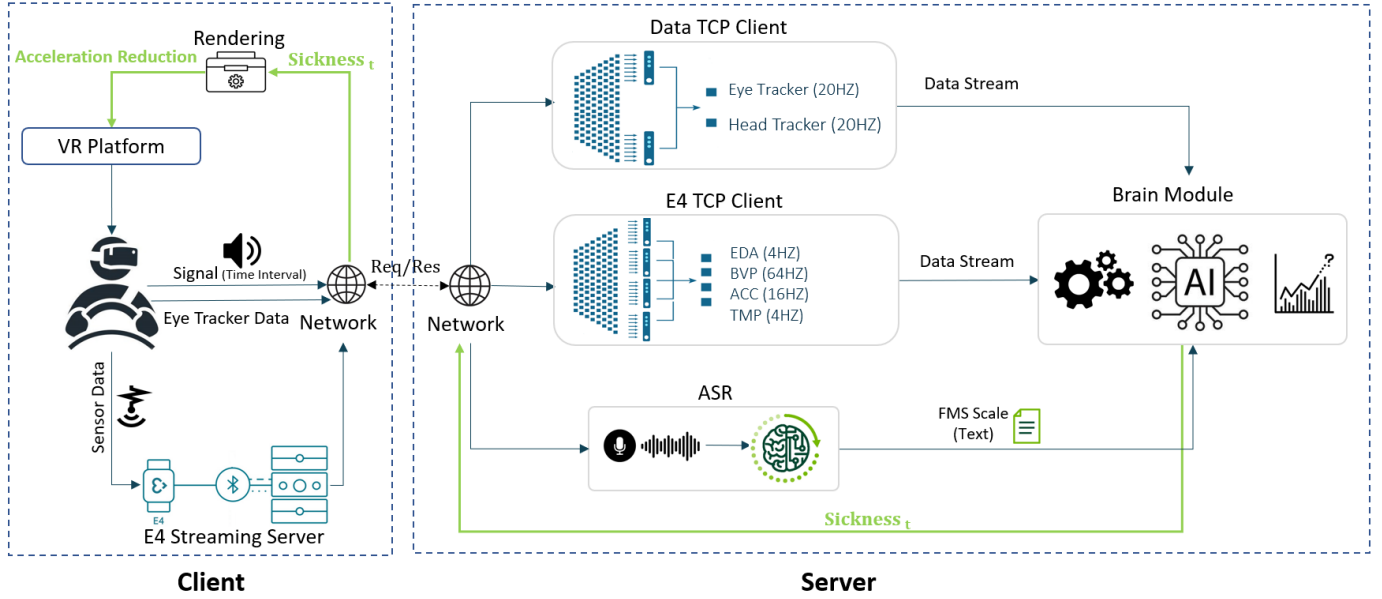 Rendering
Acceleration Reduction
Sickness t
VR Platform
Signal (Time Interval)
Eye Tracker Data
Network
Sensor Data
E4
E4 Streaming Server
Client
Req/Res
Network
Data TCP Client
Eye Tracker (20HZ)
Head Tracker (20HZ)
Data Stream
E4 TCP Client
EDA (4HZ)
BVP (64HZ)
ACC (16HZ)
TMP (4HZ)
Data Stream
Brain Module
AI
?
ASR
FMS Scale
(Text)
Sickness t
Server